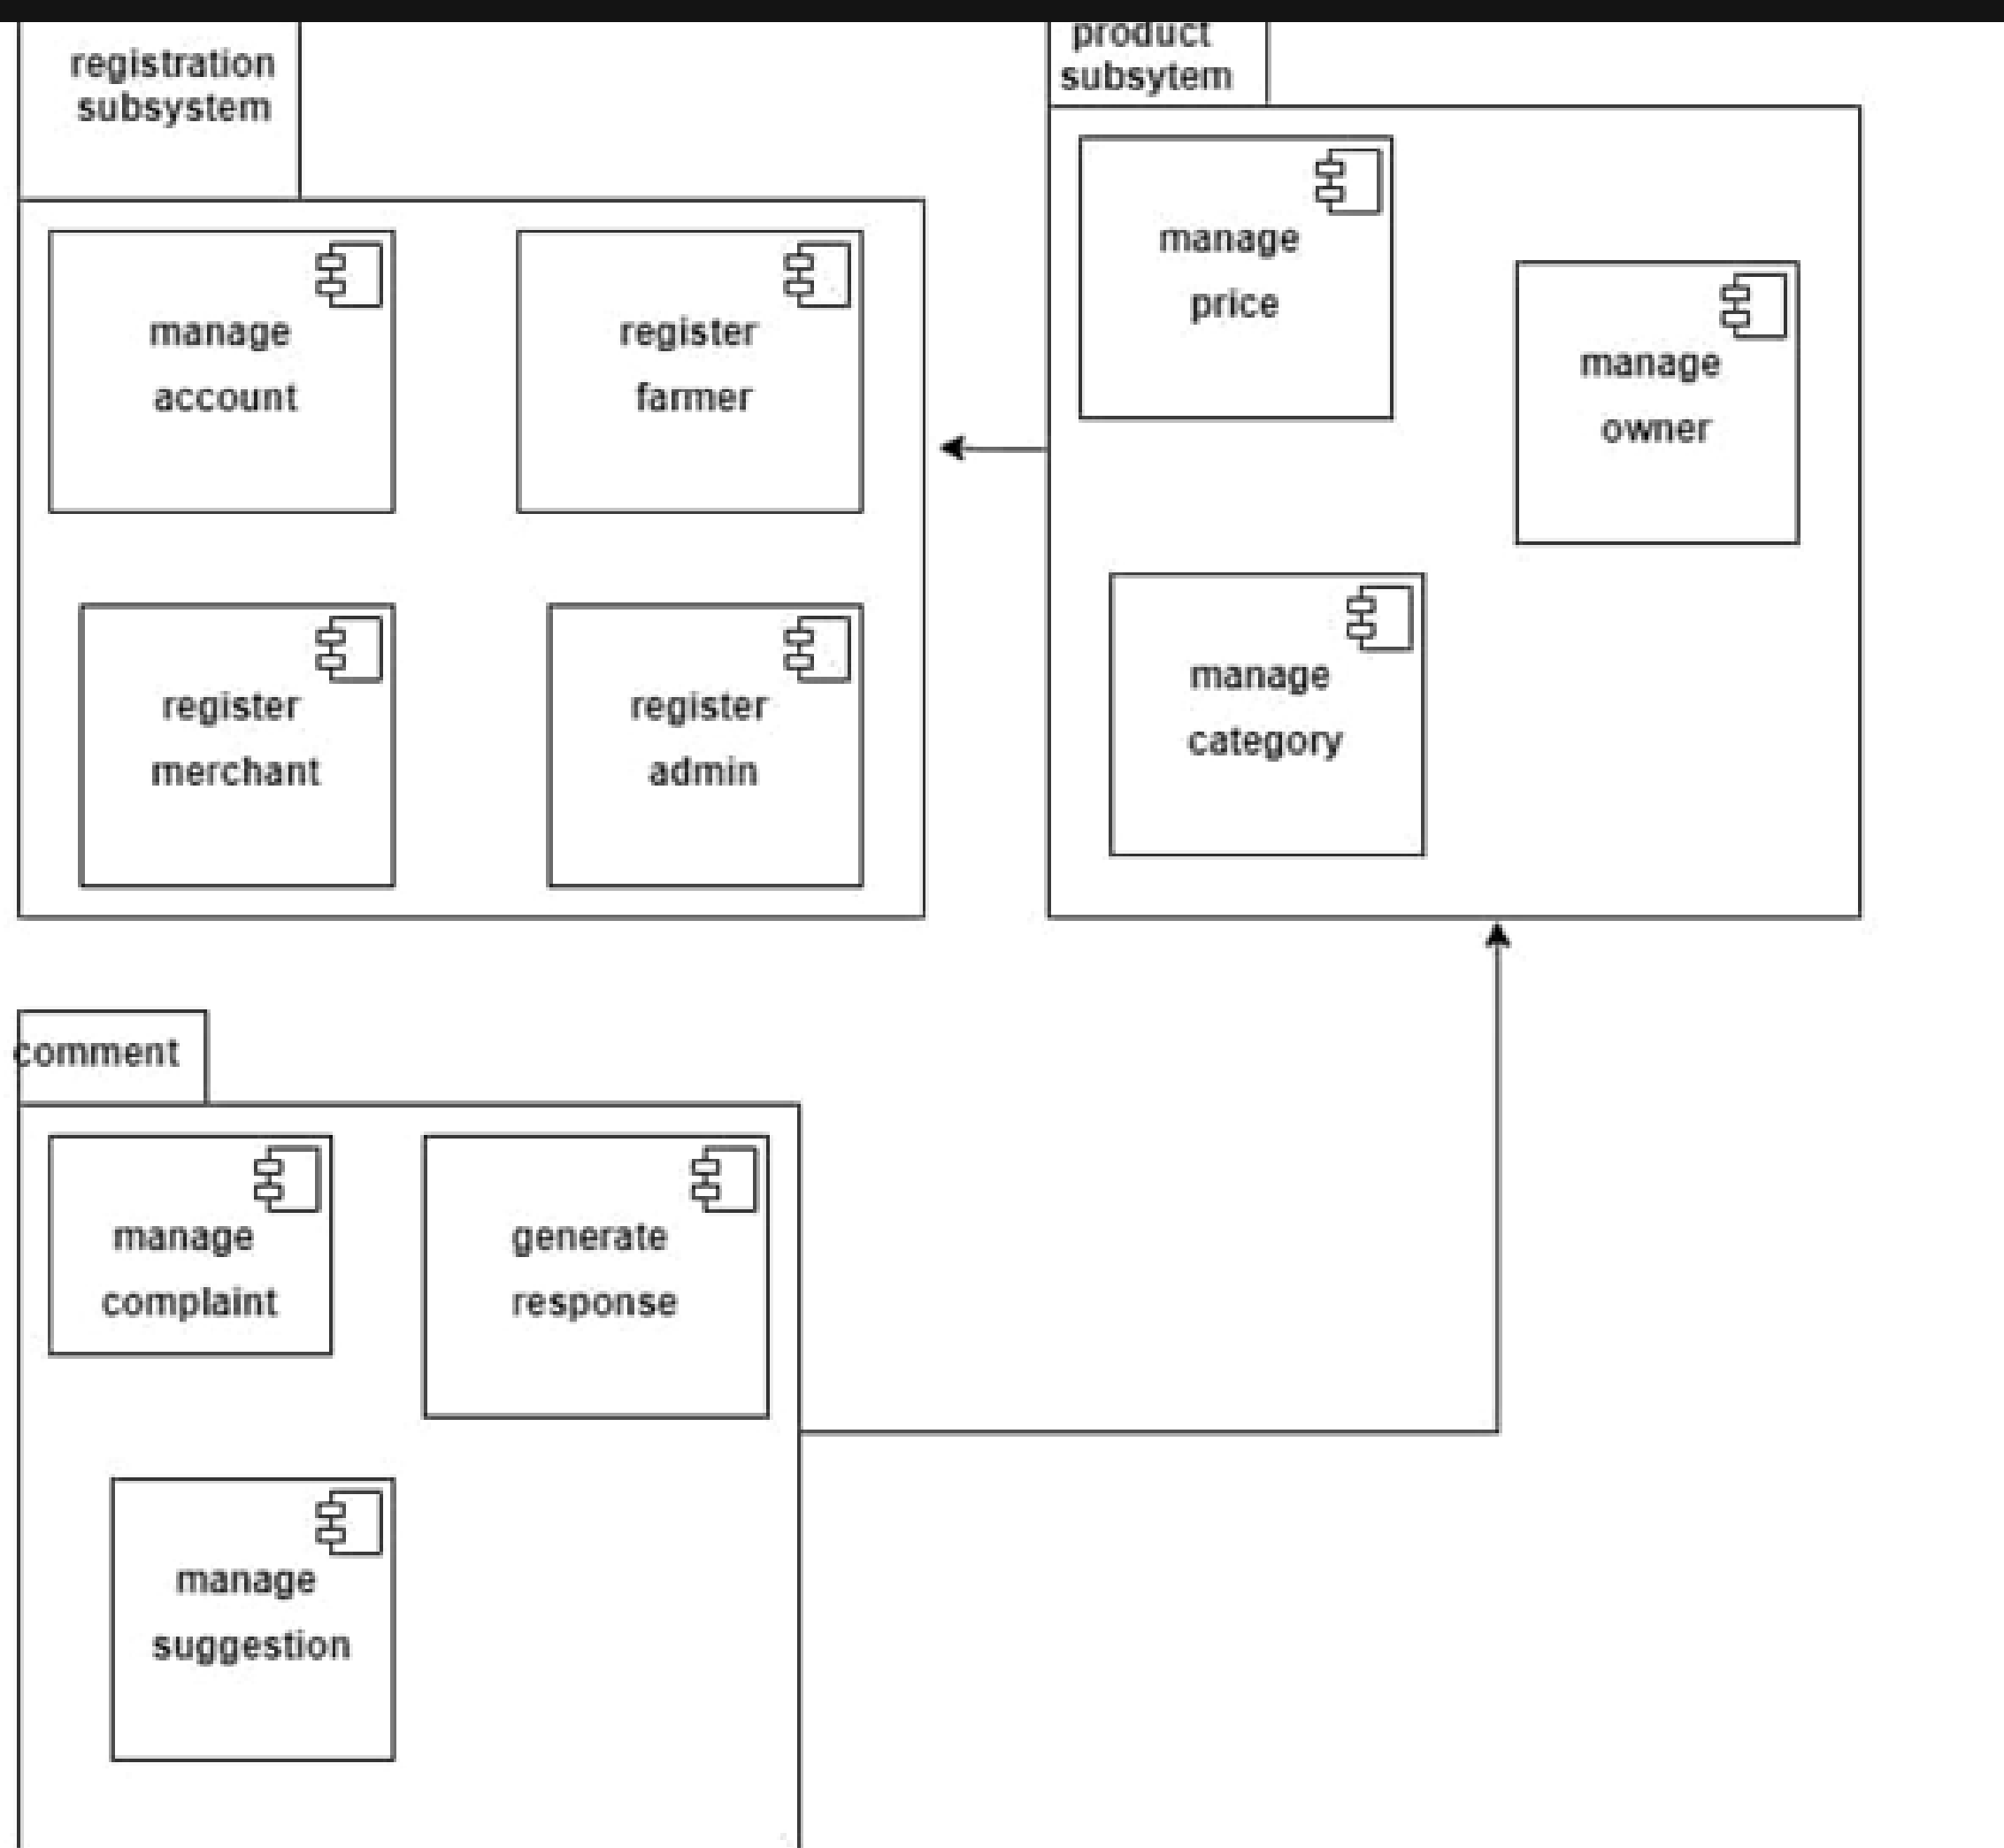 registration
subsystem
product
subsytem
manage
account
register
farmer
register
merchant
register
admin
manage
price
manage
owner
manage
category
comment
manage
complaint
generate
response
manage
suggestion